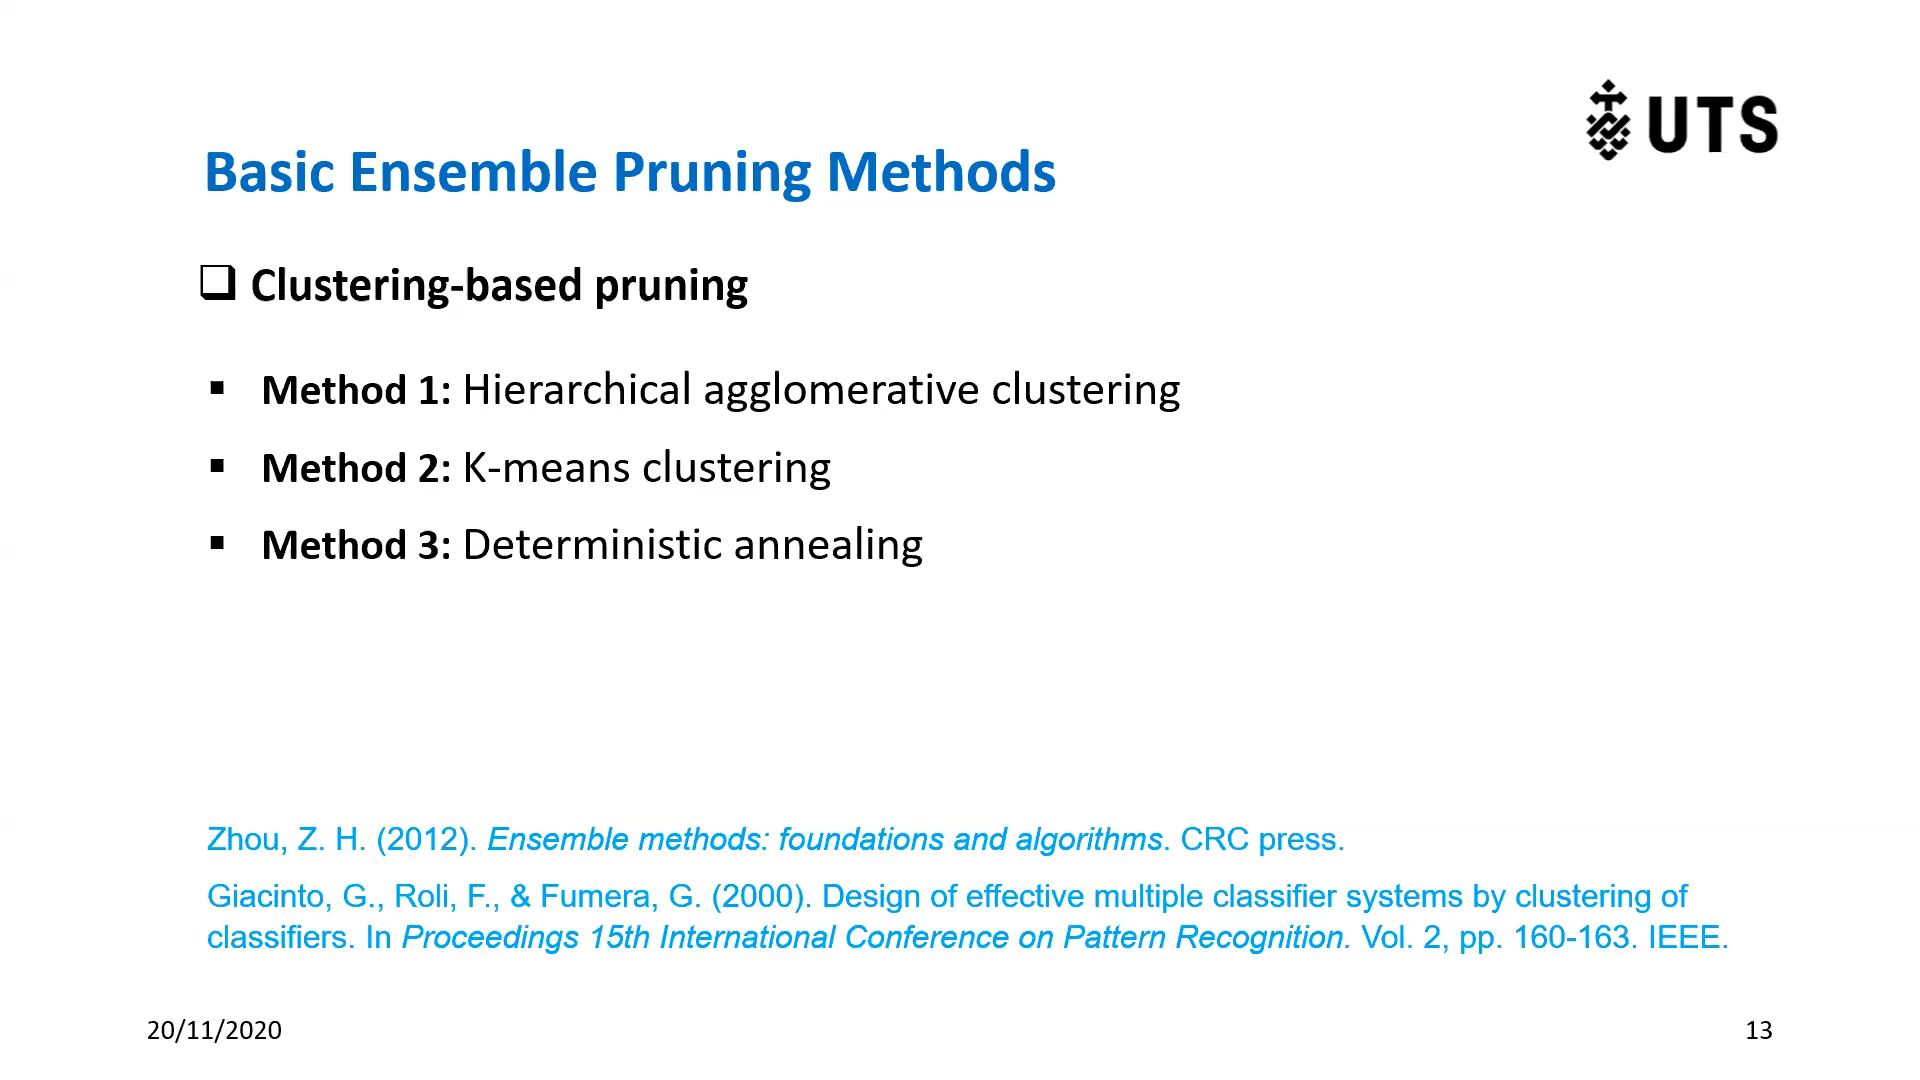 UTS
Basic Ensemble Pruning Methods
❑ Clustering-based pruning
▪ Method 1: Hierarchical agglomerative clustering
▪ Method 2: K-means clustering
▪ Method 3: Deterministic annealing
Zhou, Z. H. (2012). Ensemble methods: foundations and algorithms. CRC press.
Giacinto, G., Roli, F., & Fumera, G. (2000). Design of effective multiple classifier systems by clustering of
classifiers. In Proceedings 15th International Conference on Pattern Recognition. Vol. 2, pp. 160-163. IEEE.
20/11/2020
13